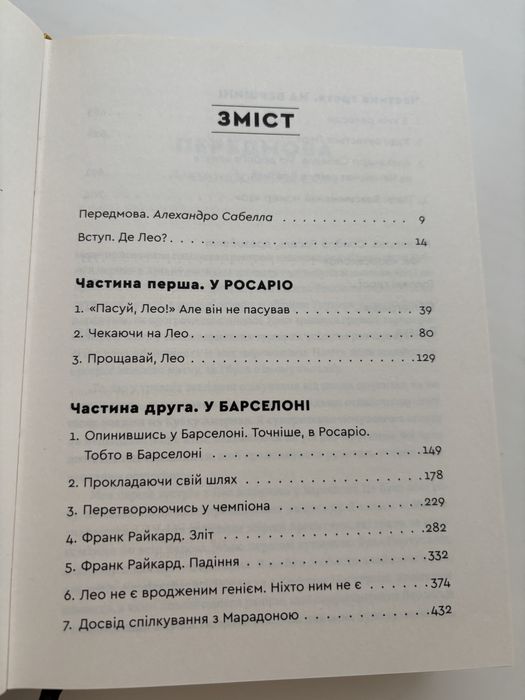 ЗМІСТ
Передмова. Алехандро Сабелла . . . . . . . . . . . . 9
Вступ. Де Лео? . . . . . . . . . . . . . . . . . . . . . . . 14
Частина перша. У РОСАРІО
1. «Пасуй, Лео!» Але він не пасував . . . . . . . . . . . 39
2. Чекаючи на Лео . . . . . . . . . . . . . . . . . . . . . 80
3. Прощавай, Лео . . . . . . . . . . . . . . . . . . . . . 129
Частина друга. У БАРСЕЛОНІ
1. Опинившись у Барселоні. Точніше, в Росаріо.
Тобто в Барселоні . . . . . . . . . . . . . . . . . . . . 149
2. Прокладаючи свій шлях . . . . . . . . . . . . . . . . 178
3. Перетворюючись у чемпіона . . . . . . . . . . . . . 229
4. Франк Райкард. Зліт . . . . . . . . . . . . . . . . . . 282
5. Франк Райкард. Падіння . . . . . . . . . . . . . . . 332
6. Лео не є вродженим генієм. Ніхто ним не є . . . . . . 374
7. Досвід спілкування з Марадоною . . . . . . . . . . . 432